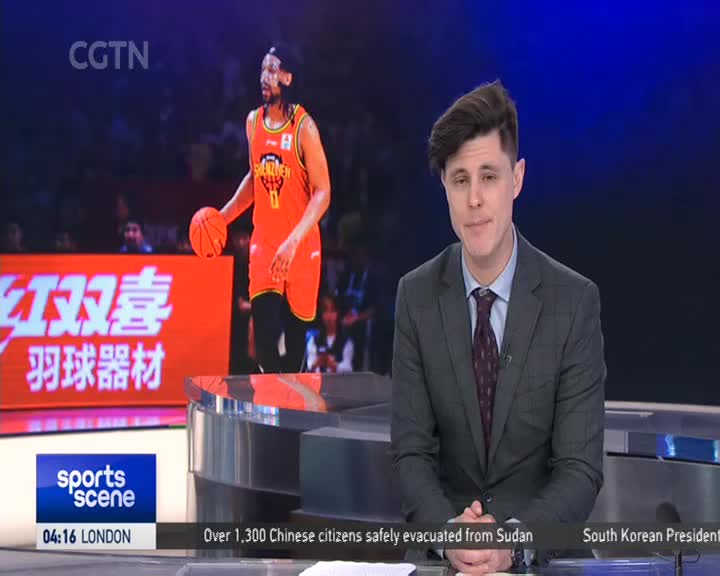 CGTN
SHENZHEN
0
红双喜
羽球器材
sports
scene
04:16 LONDON
Over 1,300 Chinese citizens safely evacuated from Sudan
South Korean President